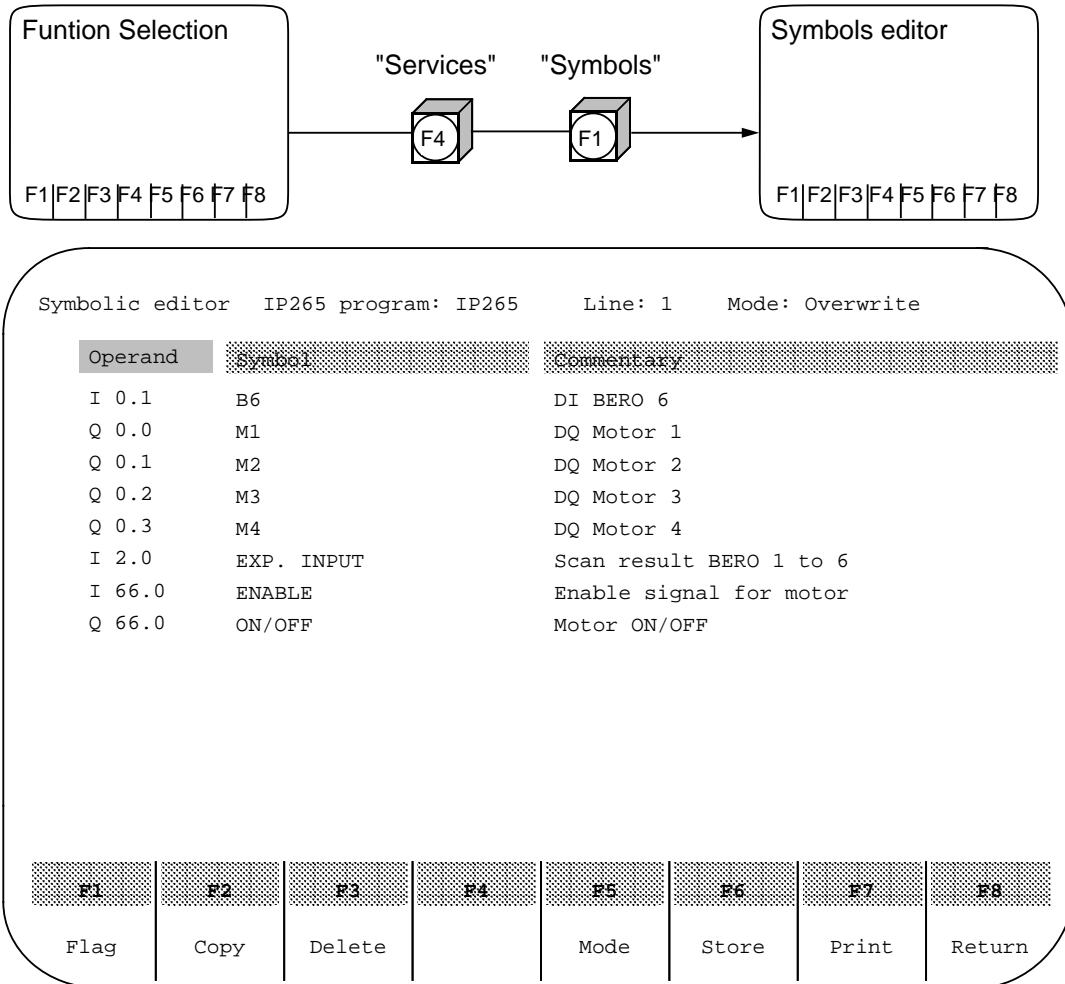 Funtion Selection
Symbols editor
"Services" "Symbols"
F4 F1
F1 F2 F3 F4 F5 F6 F7 F8
F1 F2 F3 F4 F5 F6 F7 F8
Symbolic editor IP265 program: IP265 Line: 1 Mode: Overwrite
Operand Symbol Commentary
I 0.1 B6 DI BERO 6
Q 0.0 M1 DQ Motor 1
Q 0.1 M2 DQ Motor 2
Q 0.2 M3 DQ Motor 3
Q 0.3 M4 DQ Motor 4
I 2.0 EXP. INPUT Scan result BERO 1 to 6
I 66.0 ENABLE Enable signal for motor
Q 66.0 ON/OFF Motor ON/OFF
F1 F2 F3 F4 F5 F6 F7 F8
Flag Copy Delete Mode Store Print Return